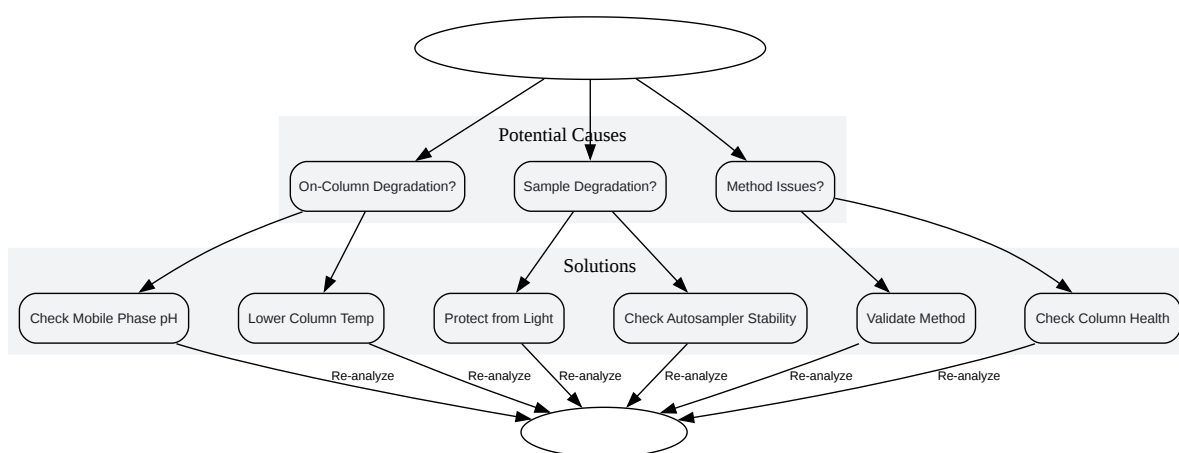 Potential Causes
On-Column Degradation?
Sample Degradation?
Method Issues?
Solutions
Check Mobile Phase pH
Lower Column Temp
Protect from Light
Check Autosampler Stability
Validate Method
Check Column Health
Re-analyze
Re-analyze
Re-analyze
Re-analyze
Re-analyze
Re-analyze